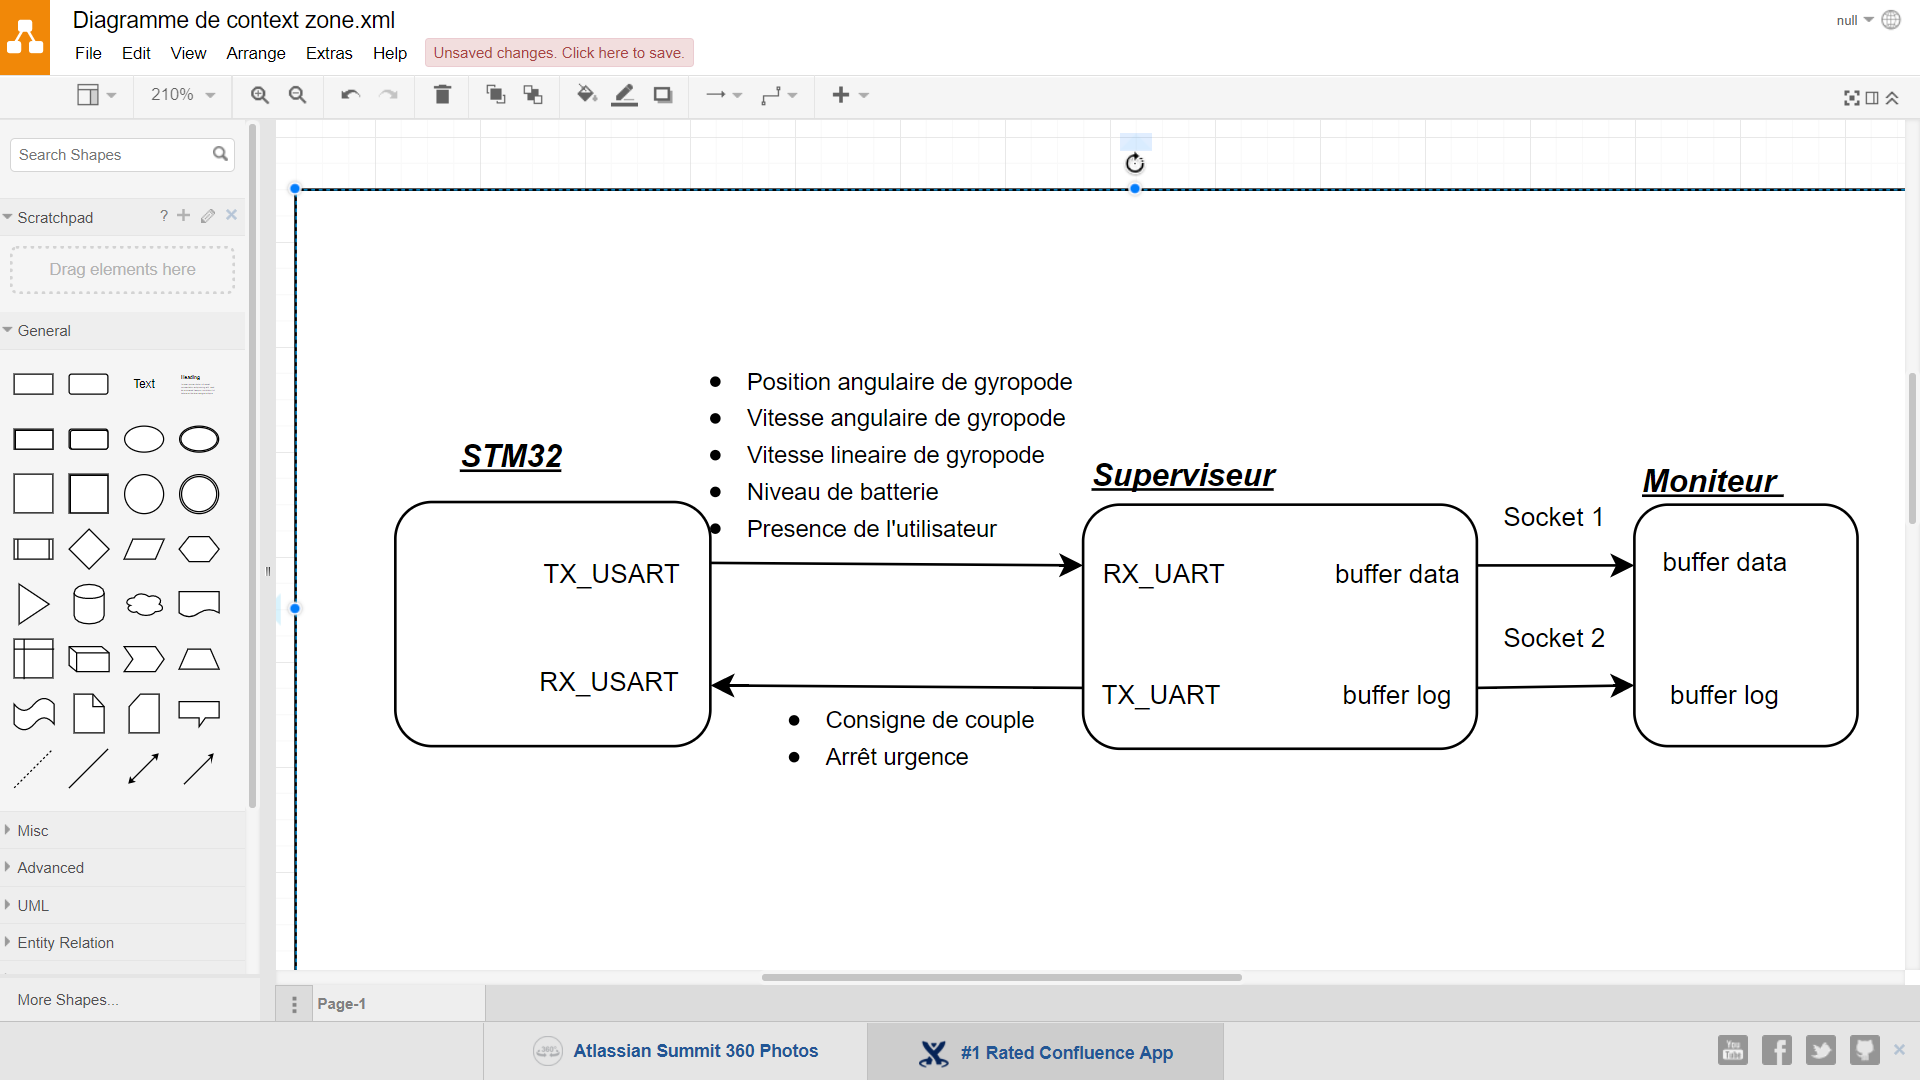 Diagramme de context zone.xml
null
File Edit View Arrange Extras Help
Unsaved changes. Click here to save.
210%
Search Shapes
Scratchpad
?
Drag elements here
General
Text
Heading
Misc
Advanced
UML
Entity Relation
More Shapes...
STM32
TX_USART
RX_USART
● Position angulaire de gyropode
● Vitesse angulaire de gyropode
● Vitesse lineaire de gyropode
● Niveau de batterie
● Presence de l'utilisateur
● Consigne de couple
● Arrêt urgence
Superviseur
RX_UART
buffer data
TX_UART
buffer log
Socket 1
Socket 2
Moniteur
buffer data
buffer log
Page-1
360°
Atlassian Summit 360 Photos
#1 Rated Confluence App
You
Tube